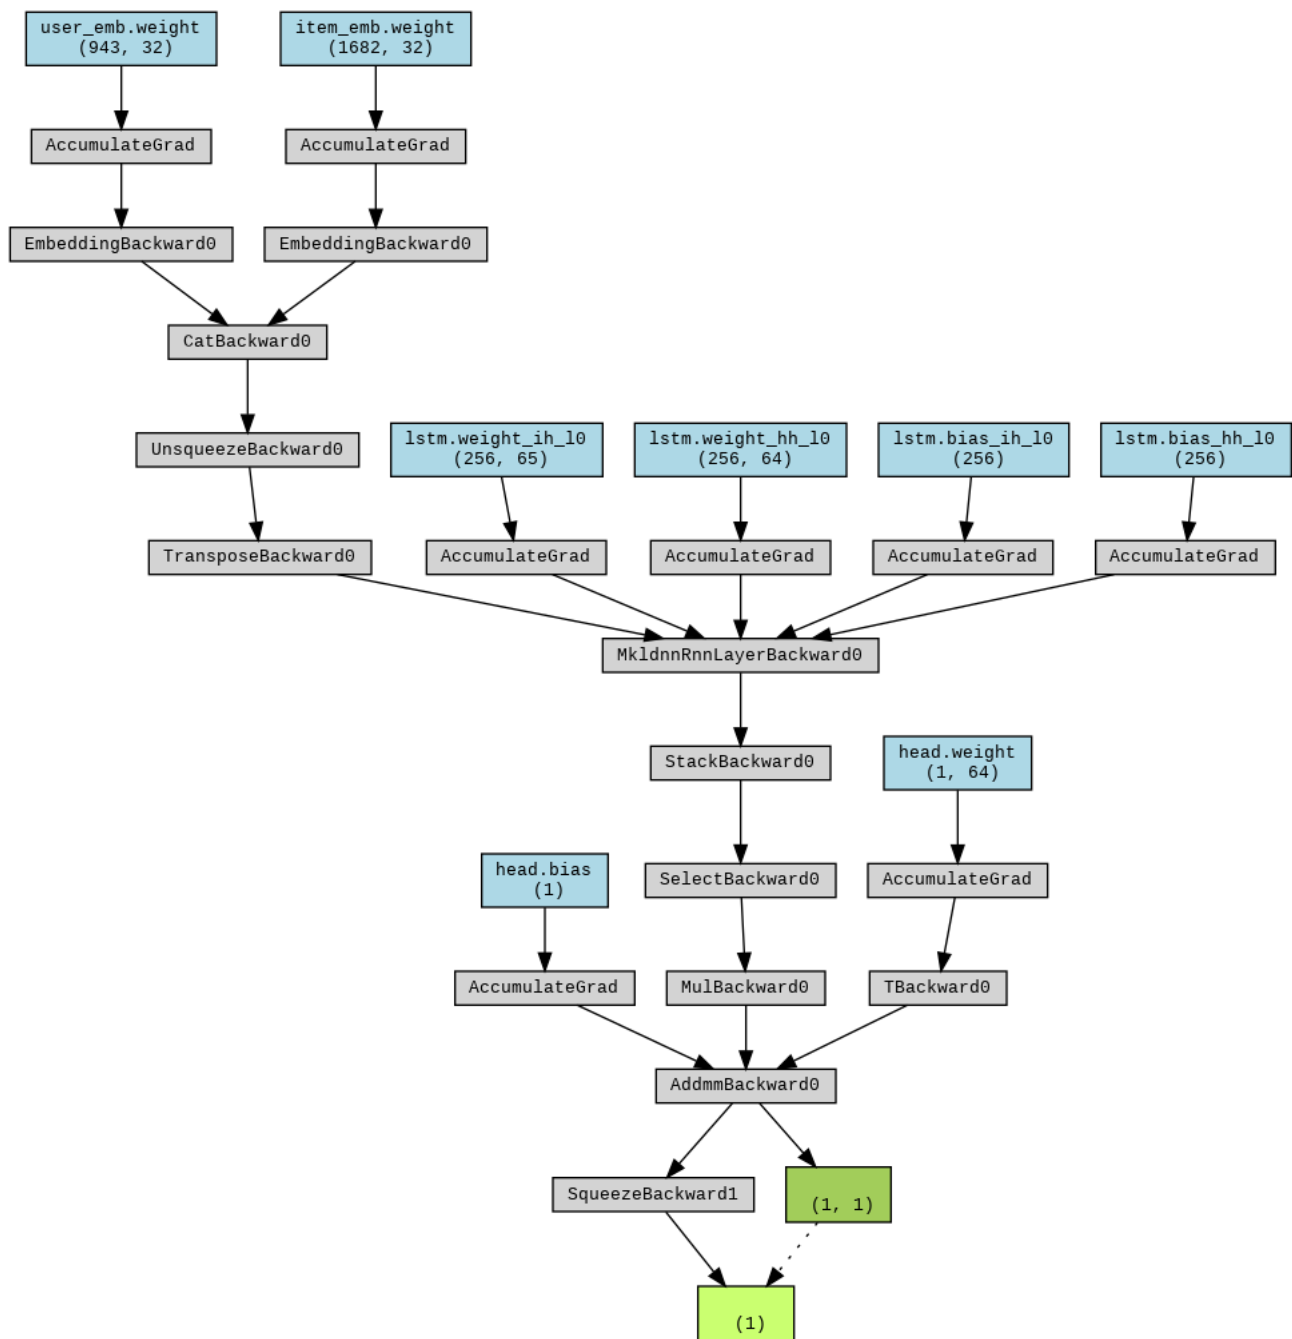 user_emb.weight
(943, 32)
item_emb.weight
(1682, 32)
AccumulateGrad
AccumulateGrad
EmbeddingBackward0
EmbeddingBackward0
CatBackward0
UnsqueezeBackward0
lstm.weight_ih_l0
(256, 65)
lstm.weight_hh_l0
(256, 64)
lstm.bias_ih_l0
(256)
lstm.bias_hh_l0
(256)
TransposeBackward0
AccumulateGrad
AccumulateGrad
AccumulateGrad
AccumulateGrad
MkldnnRnnLayerBackward0
StackBackward0
head.weight
(1, 64)
head.bias
(1)
SelectBackward0
AccumulateGrad
AccumulateGrad
MulBackward0
TBackward0
AddmmBackward0
SqueezeBackward1
(1, 1)
(1)